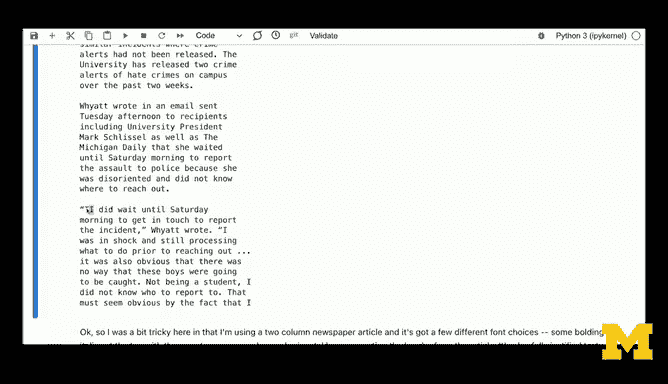 Code
git
Validate
Python 3 (ipykernel)
similar incidents where crime
alerts had not been released. The
University has released two crime
alerts of hate crimes on campus
over the past two weeks.
Whyatt wrote in an email sent
Tuesday afternoon to recipients
including University President
Mark Schlissel as well as The
Michigan Daily that she waited
until Saturday morning to report
the assault to police because she
was disoriented and did not know
where to reach out.
“I did wait until Saturday
morning to get in touch to report
the incident,” Whyatt wrote. “I
was in shock and still processing
what to do prior to reaching out ...
it was also obvious that there was
no way that these boys were going
to be caught. Not being a student, I
did not know who to report to. That
must seem obvious by the fact that I
Ok, so I was a bit tricky here in that I'm using a two column newspaper article and it's got a few different font choices -- some bolding
M